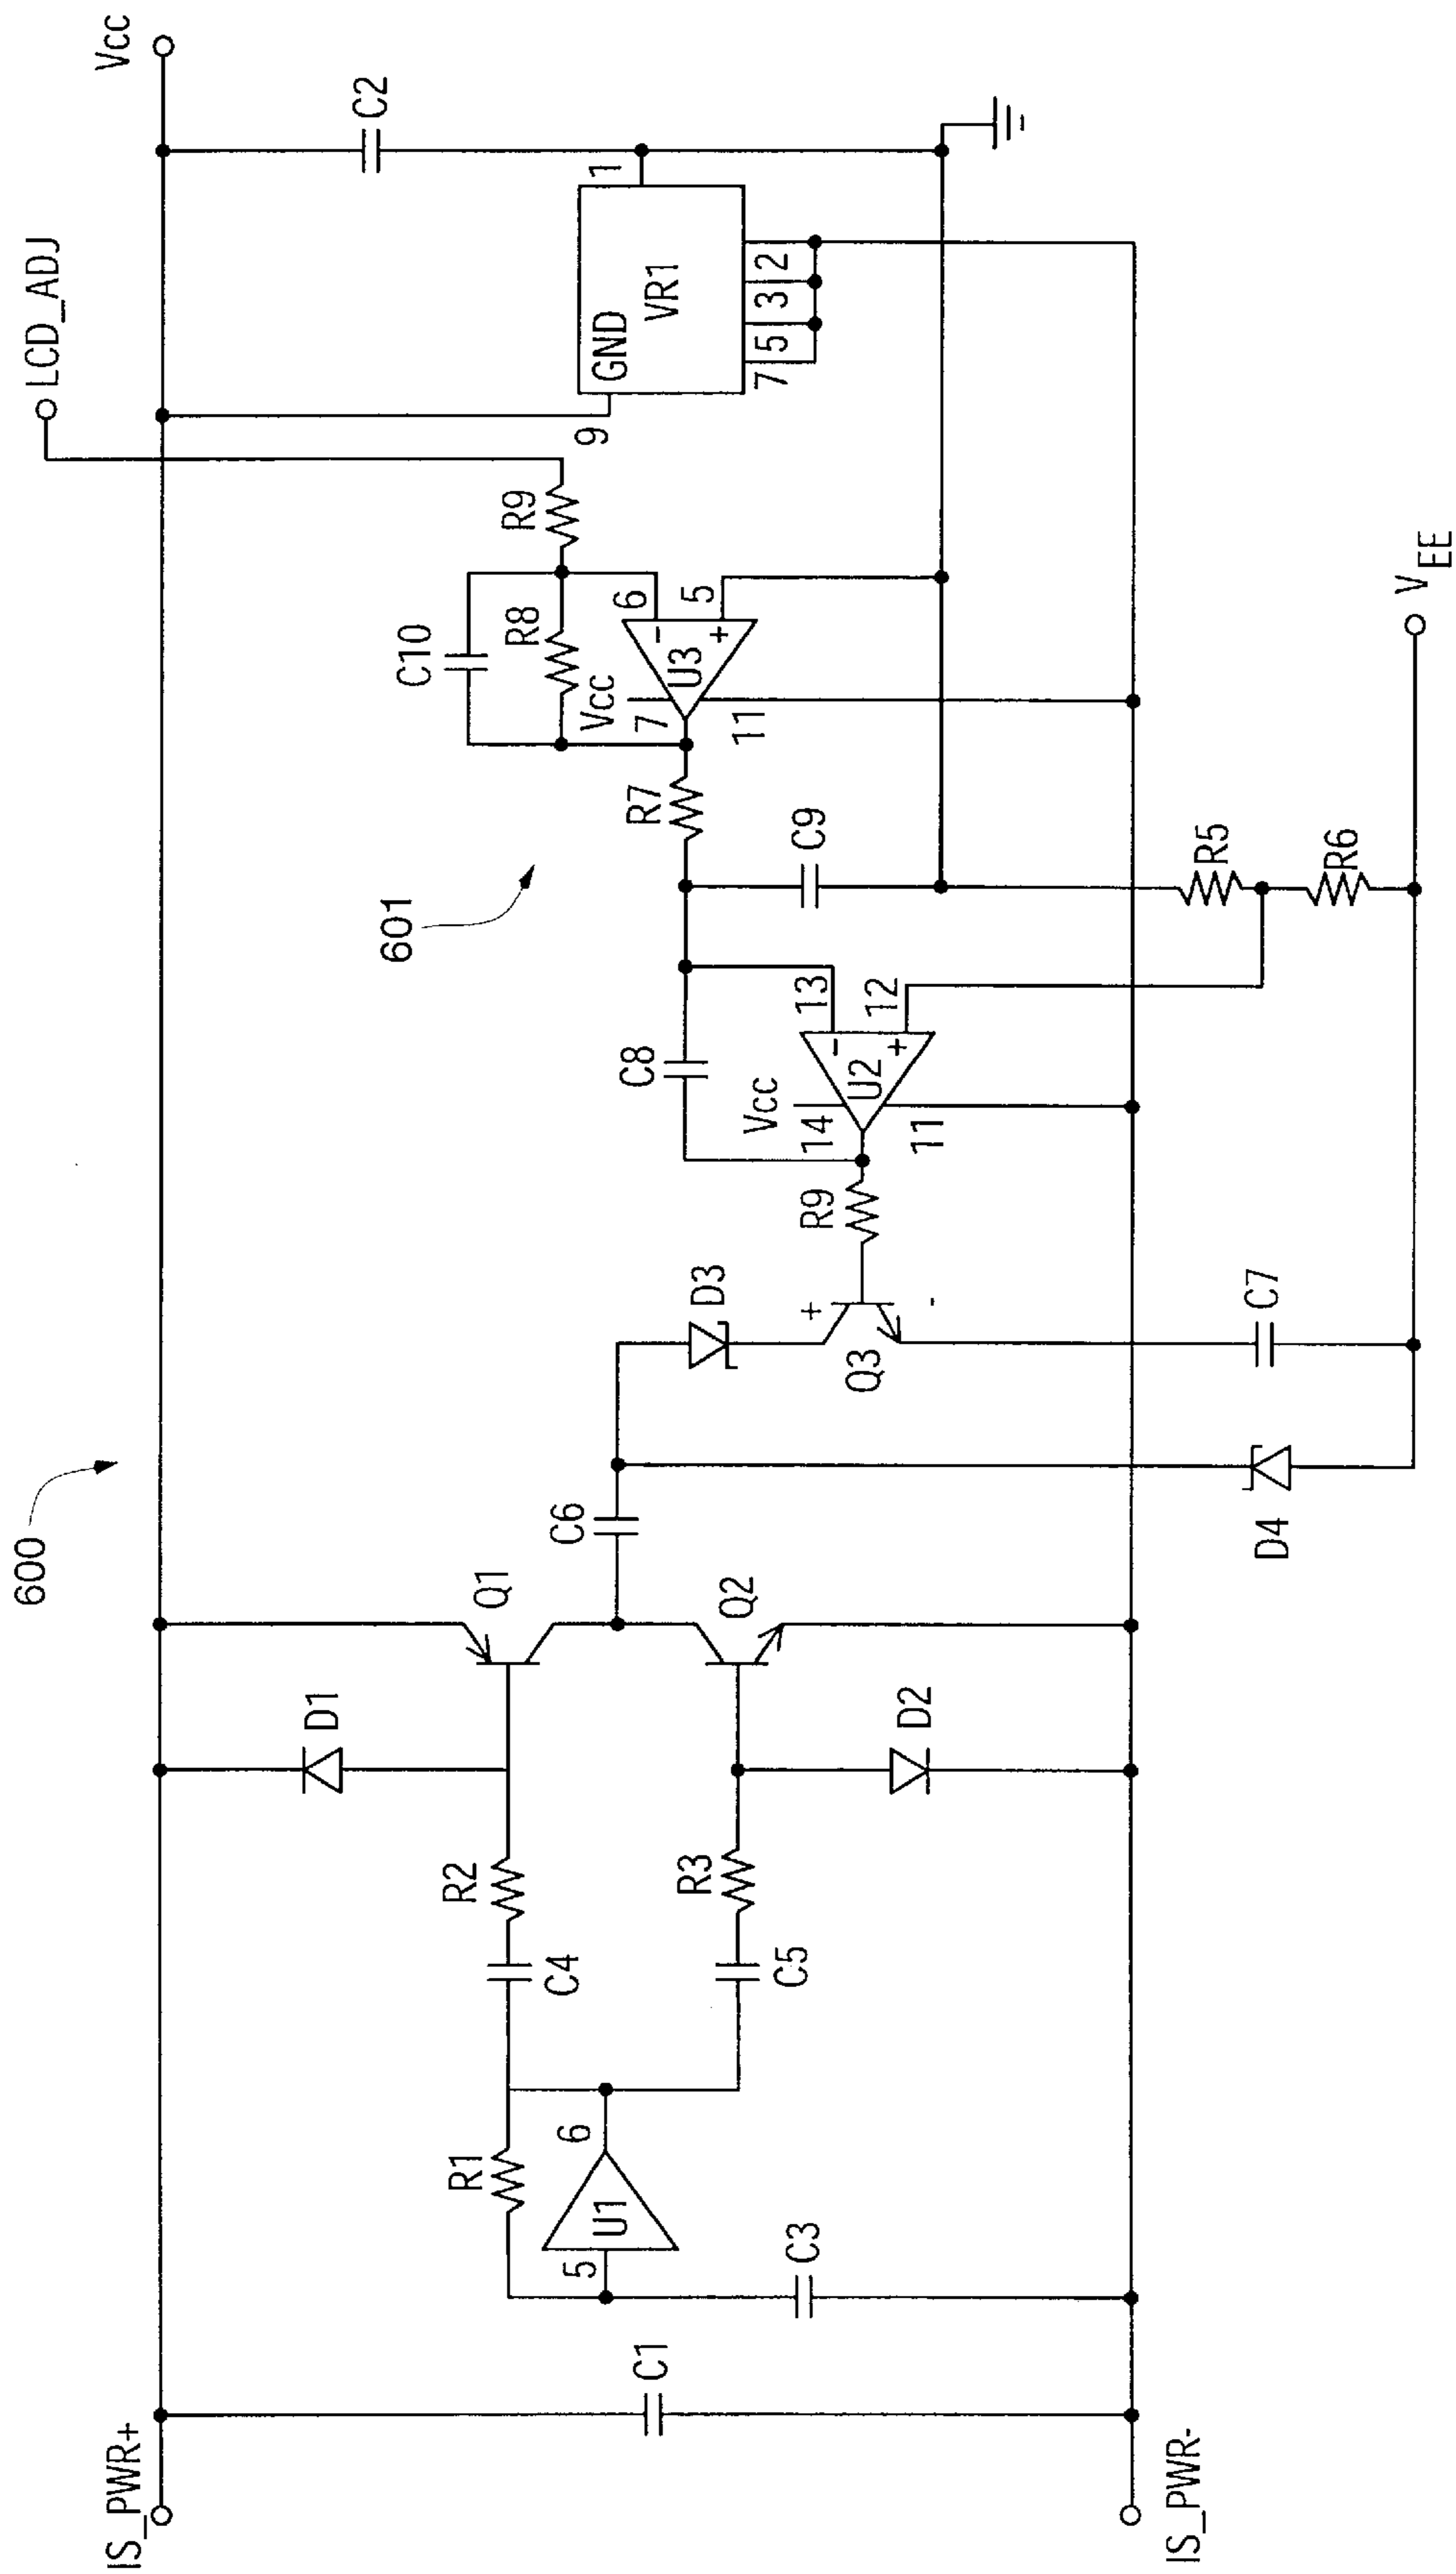 600
IS_PWR+
IS_PWR-
C1
R1
5
U1
6
C3
C4
R2
C5
R3
D1
D2
Q1
Q2
C6
D4
D3
+
Q3
-
C7
R9
C8
Vcc
14
U2
-
+
13
12
11
601
R7
C9
R5
R6
VEE
C10
R8
R9
Vcc
7
U3
-
+
6
5
11
LCD_ADJ
9
GND
VR1
1
7
5
3
2
C2
Vcc